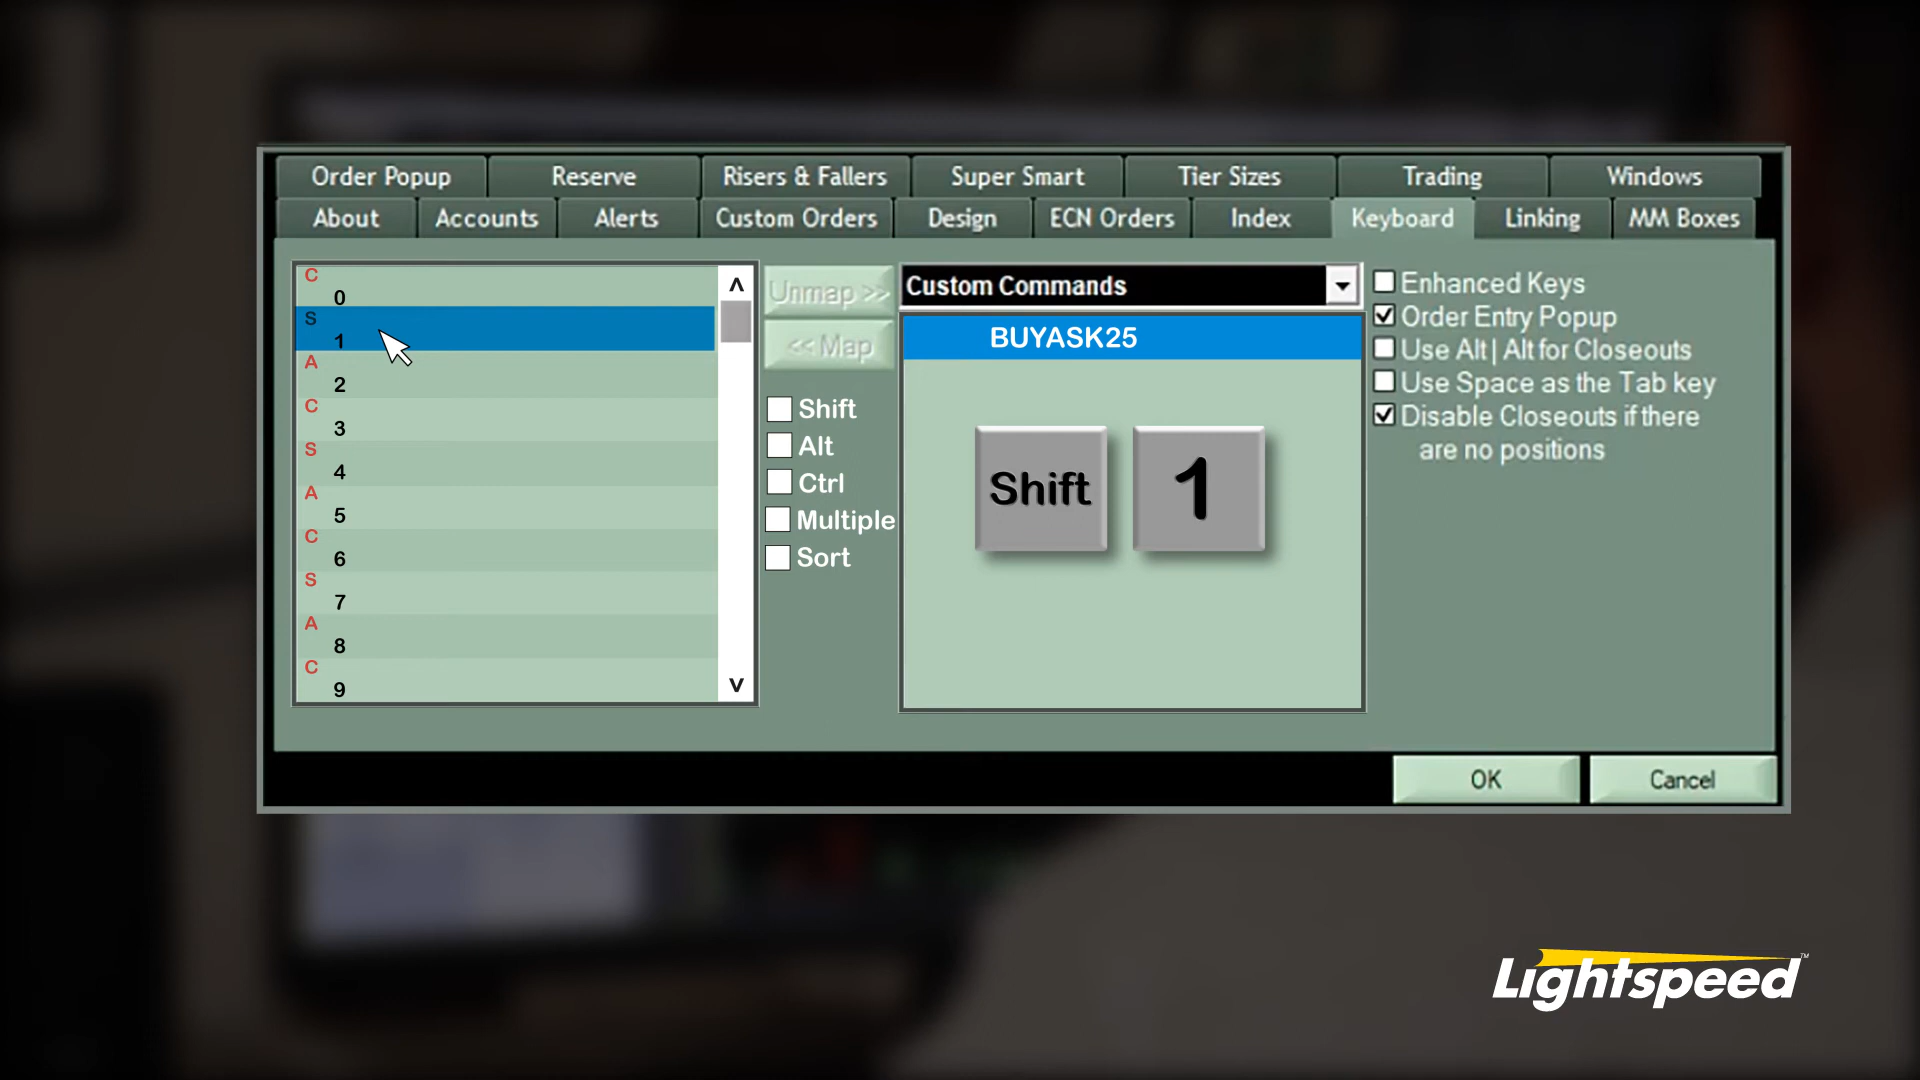 Order Popup Reserve Risers & Fallers Super Smart Tier Sizes Trading Windows
About Accounts Alerts Custom Orders Design ECN Orders Index Keyboard Linking MM Boxes
C
0
S
1
A
2
C
3
S
4
A
5
C
6
S
7
A
8
C
9
Unmap >>
<< Map
Shift
Alt
Ctrl
Multiple
Sort
Custom Commands
BUYASK25
Shift 1
Enhanced Keys
Order Entry Popup
Use Alt | Alt for Closeouts
Use Space as the Tab key
Disable Closeouts if there
are no positions
OK Cancel
Lightspeed™